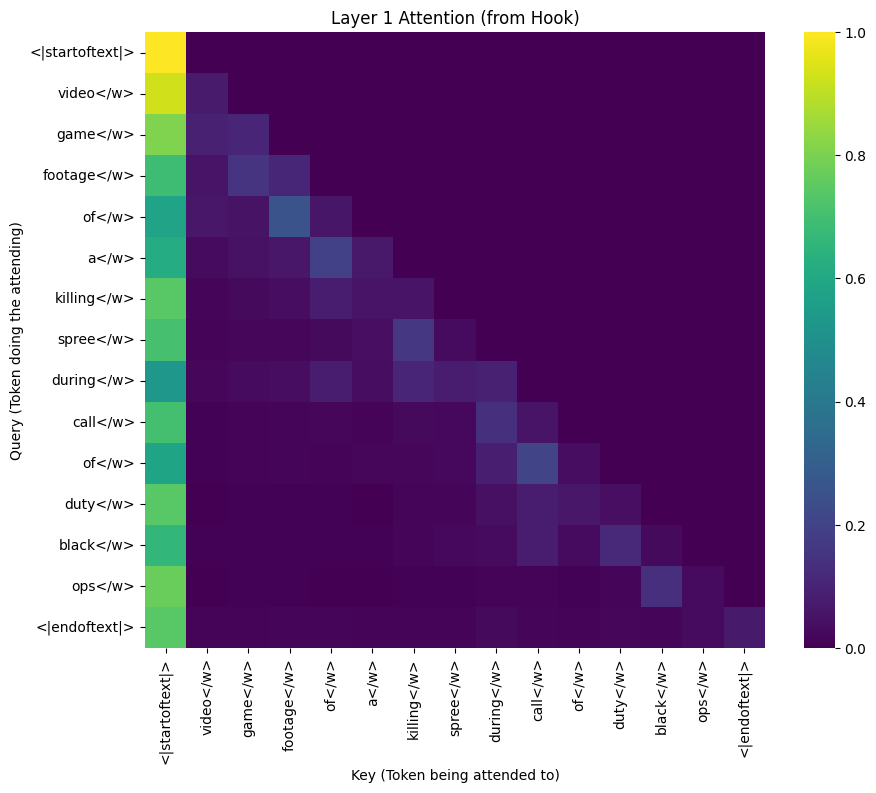 Layer 1 Attention (from Hook)
Query (Token doing the attending)
<|startoftext|>
video</w>
game</w>
footage</w>
of</w>
a</w>
killing</w>
spree</w>
during</w>
call</w>
of</w>
duty</w>
black</w>
ops</w>
<|endoftext|>
<|startoftext|>
video</w>
game</w>
footage</w>
of</w>
a</w>
killing</w>
spree</w>
during</w>
call</w>
of</w>
duty</w>
black</w>
ops</w>
<|endoftext|>
Key (Token being attended to)
1.0
0.8
0.6
0.4
0.2
0.0